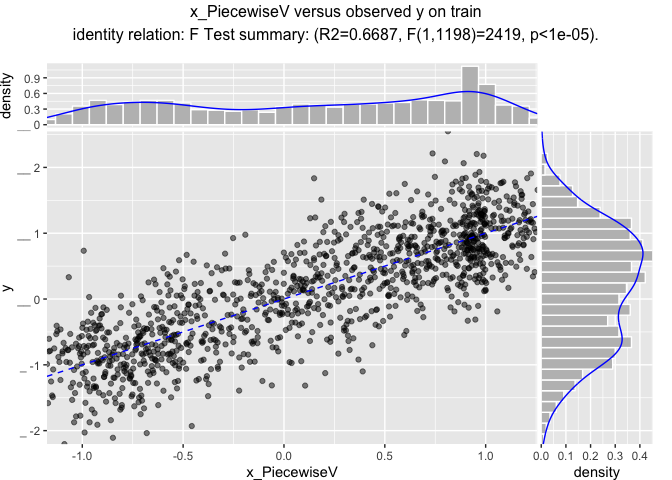 x_PiecewiseV versus observed y on train
identity relation: F Test summary: (R2=0.6687, F(1,1198)=2419, p<1e-05).
density
0.9
0.6
0.3
0
y
2
1
0
-1
-2
-1.0 -0.5 0.0 0.5 1.0
x_PiecewiseV
0.0 0.1 0.2 0.3 0.4
density